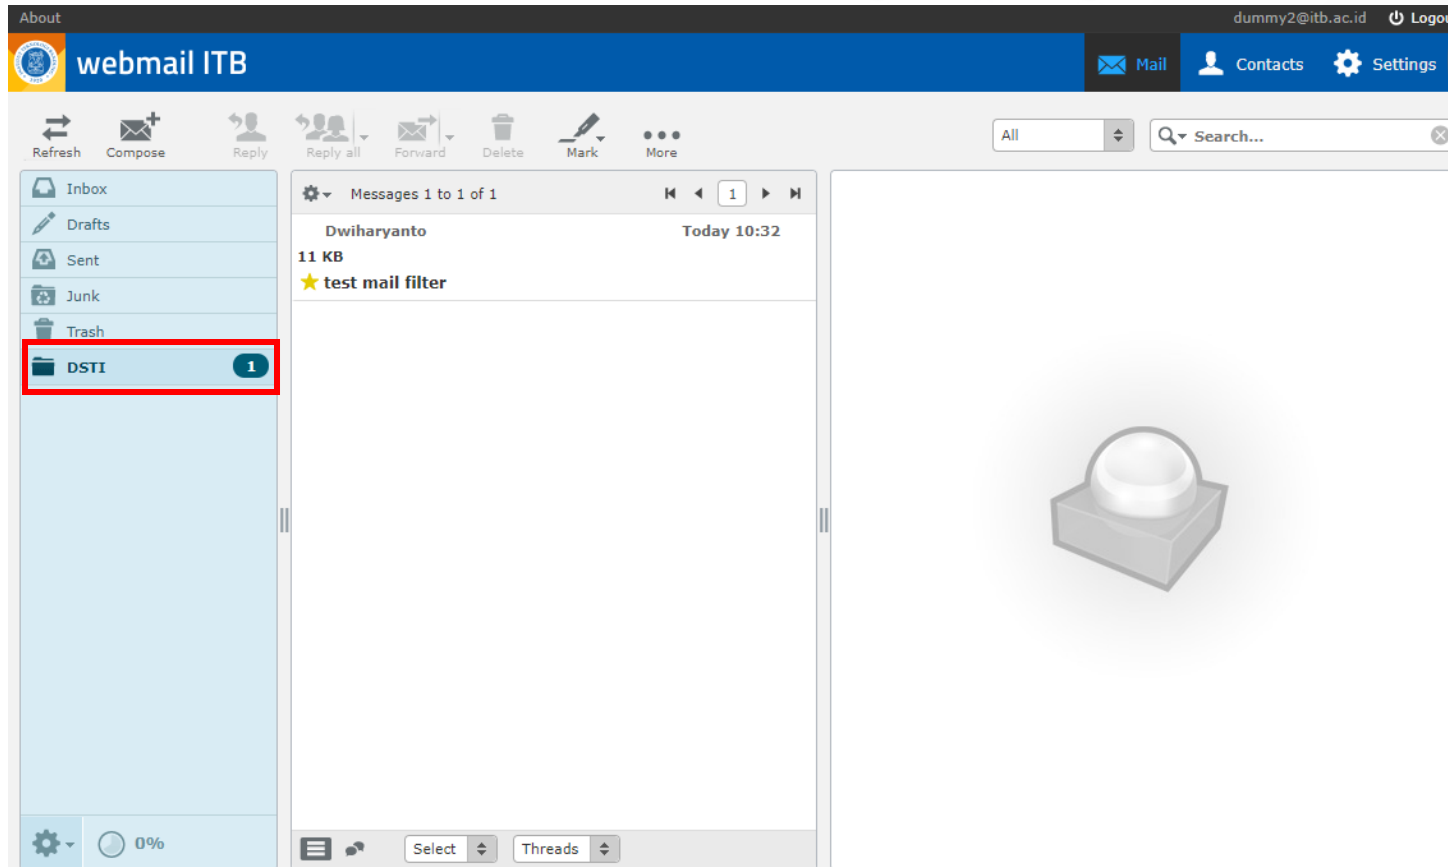 About
dummy2@itb.ac.id Logou
webmail ITB
Mail Contacts Settings
Refresh Compose Reply Reply all Forward Delete Mark More
All Search...
Inbox
Drafts
Sent
Junk
Trash
DSTI 1
Messages 1 to 1 of 1 1
Dwiharyanto Today 10:32
11 KB
test mail filter
0%
Select Threads